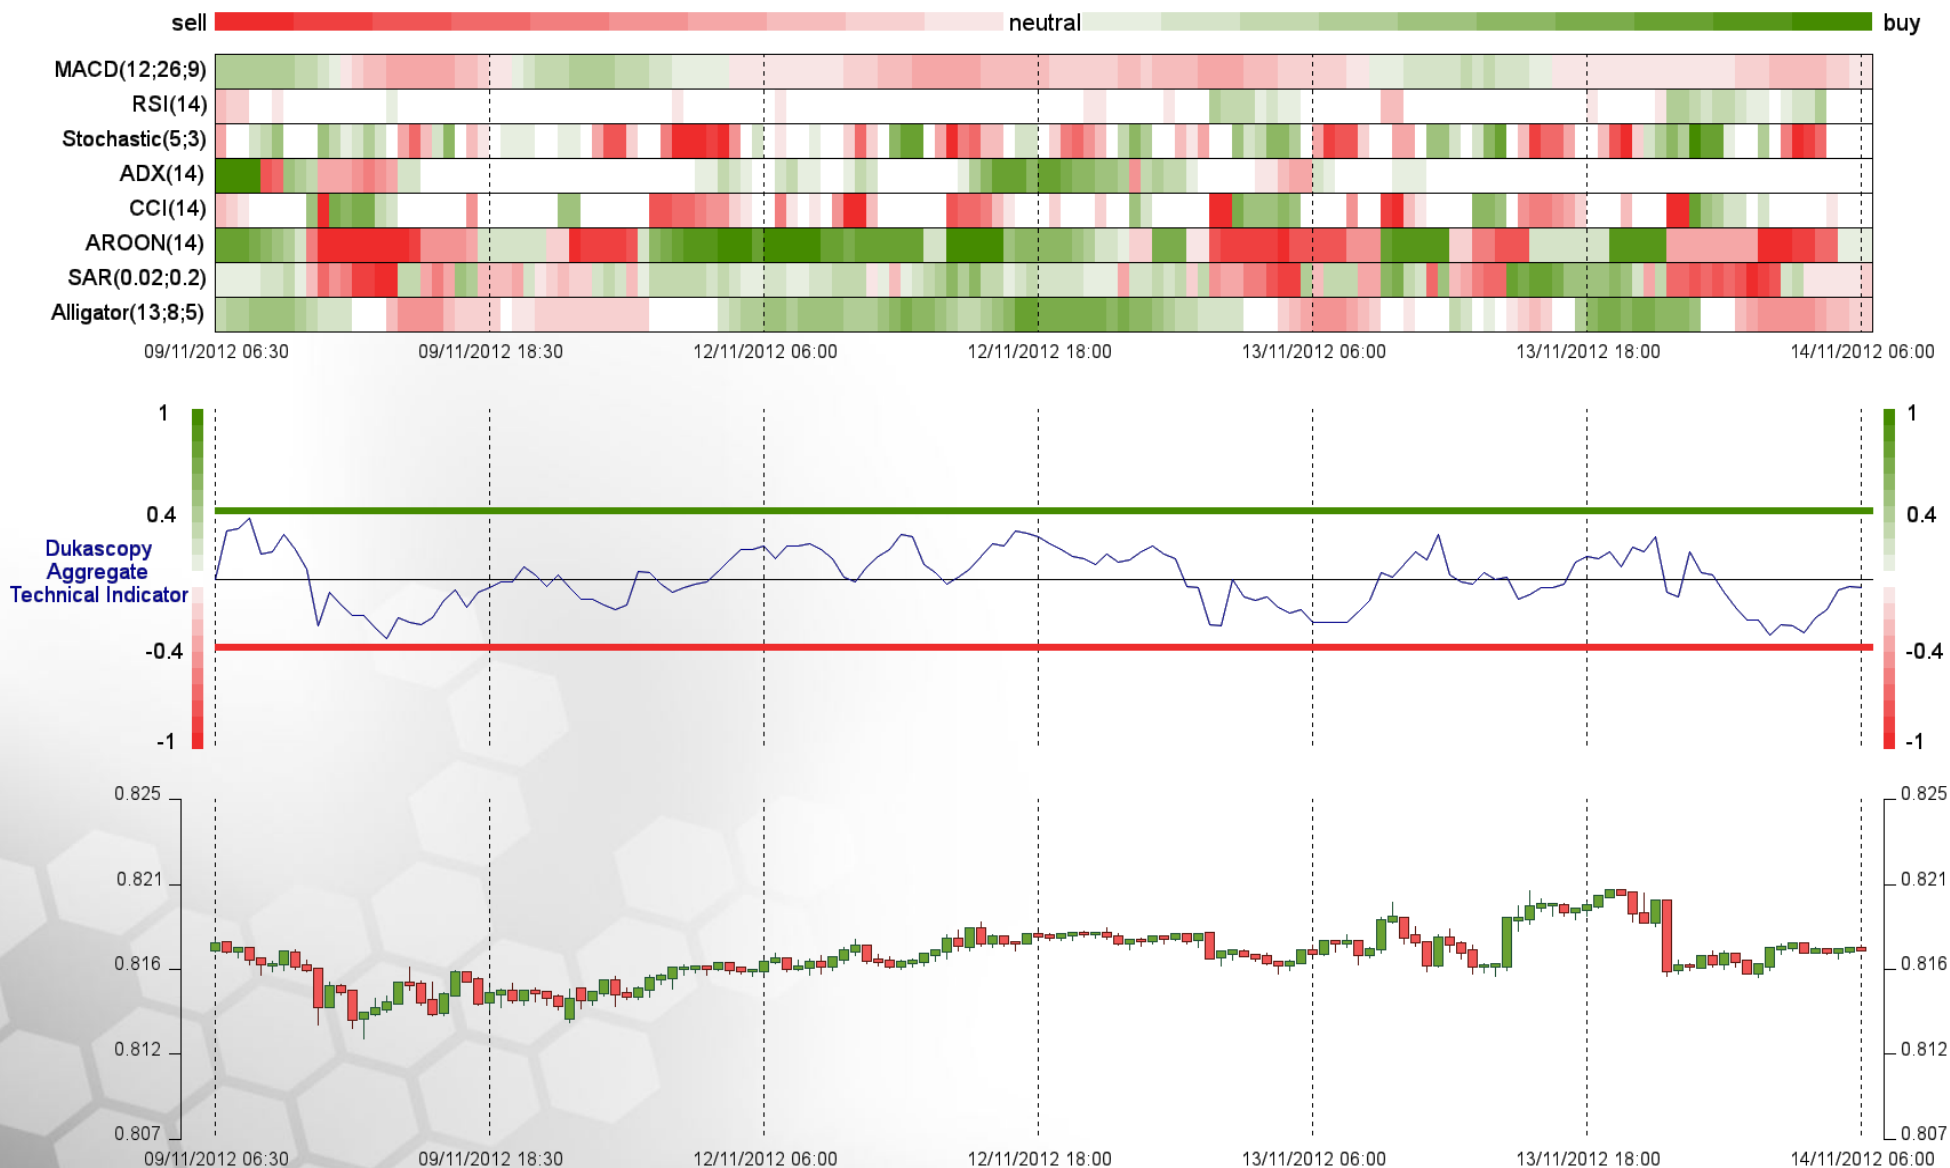 sell neutral buy
MACD(12;26;9)
RSI(14)
Stochastic(5;3)
ADX(14)
CCI(14)
AROON(14)
SAR(0.02;0.2)
Alligator(13;8;5)
09/11/2012 06:30 09/11/2012 18:30 12/11/2012 06:00 12/11/2012 18:00 13/11/2012 06:00 13/11/2012 18:00 14/11/2012 06:00
1 1
0.4 0.4
Dukascopy
Aggregate
Technical Indicator
-0.4 -0.4
-1 -1
0.825 0.825
0.821 0.821
0.816 0.816
0.812 0.812
0.807 0.807
09/11/2012 06:30 09/11/2012 18:30 12/11/2012 06:00 12/11/2012 18:00 13/11/2012 06:00 13/11/2012 18:00 14/11/2012 06:00